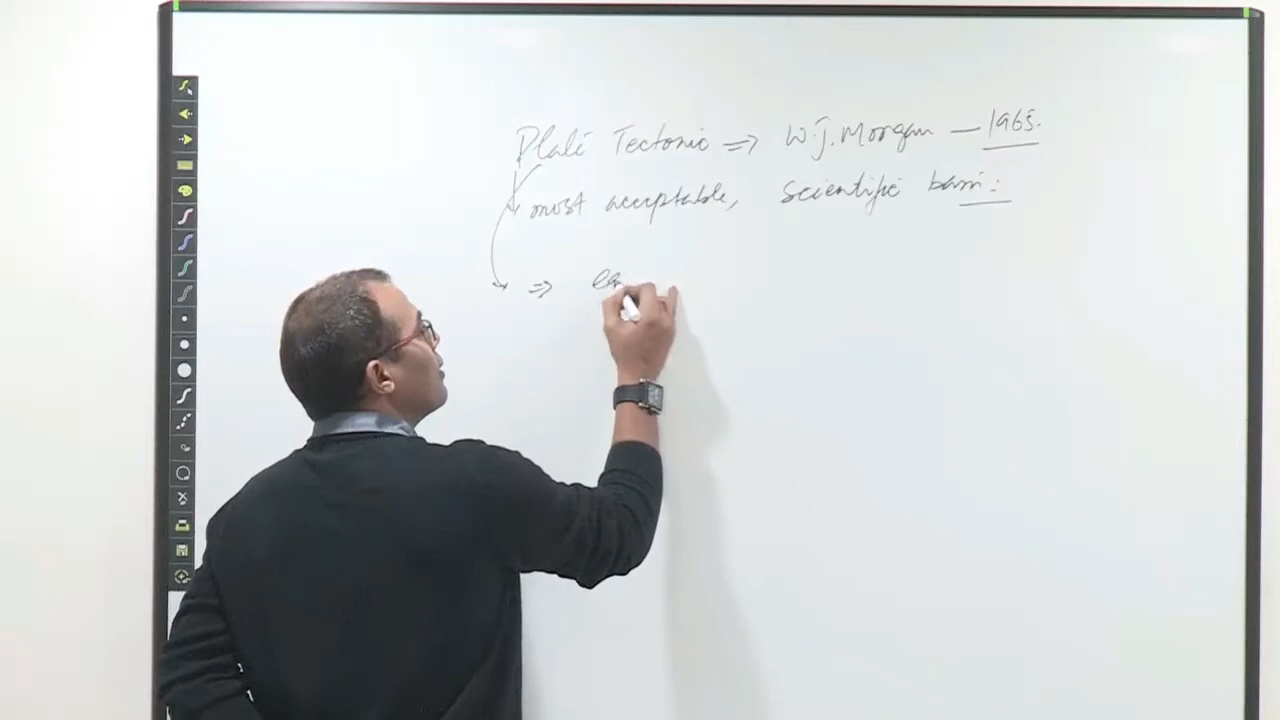 Plate Tectonic => W.J. Morgan — 1965.
most acceptable, scientific basis:
=>